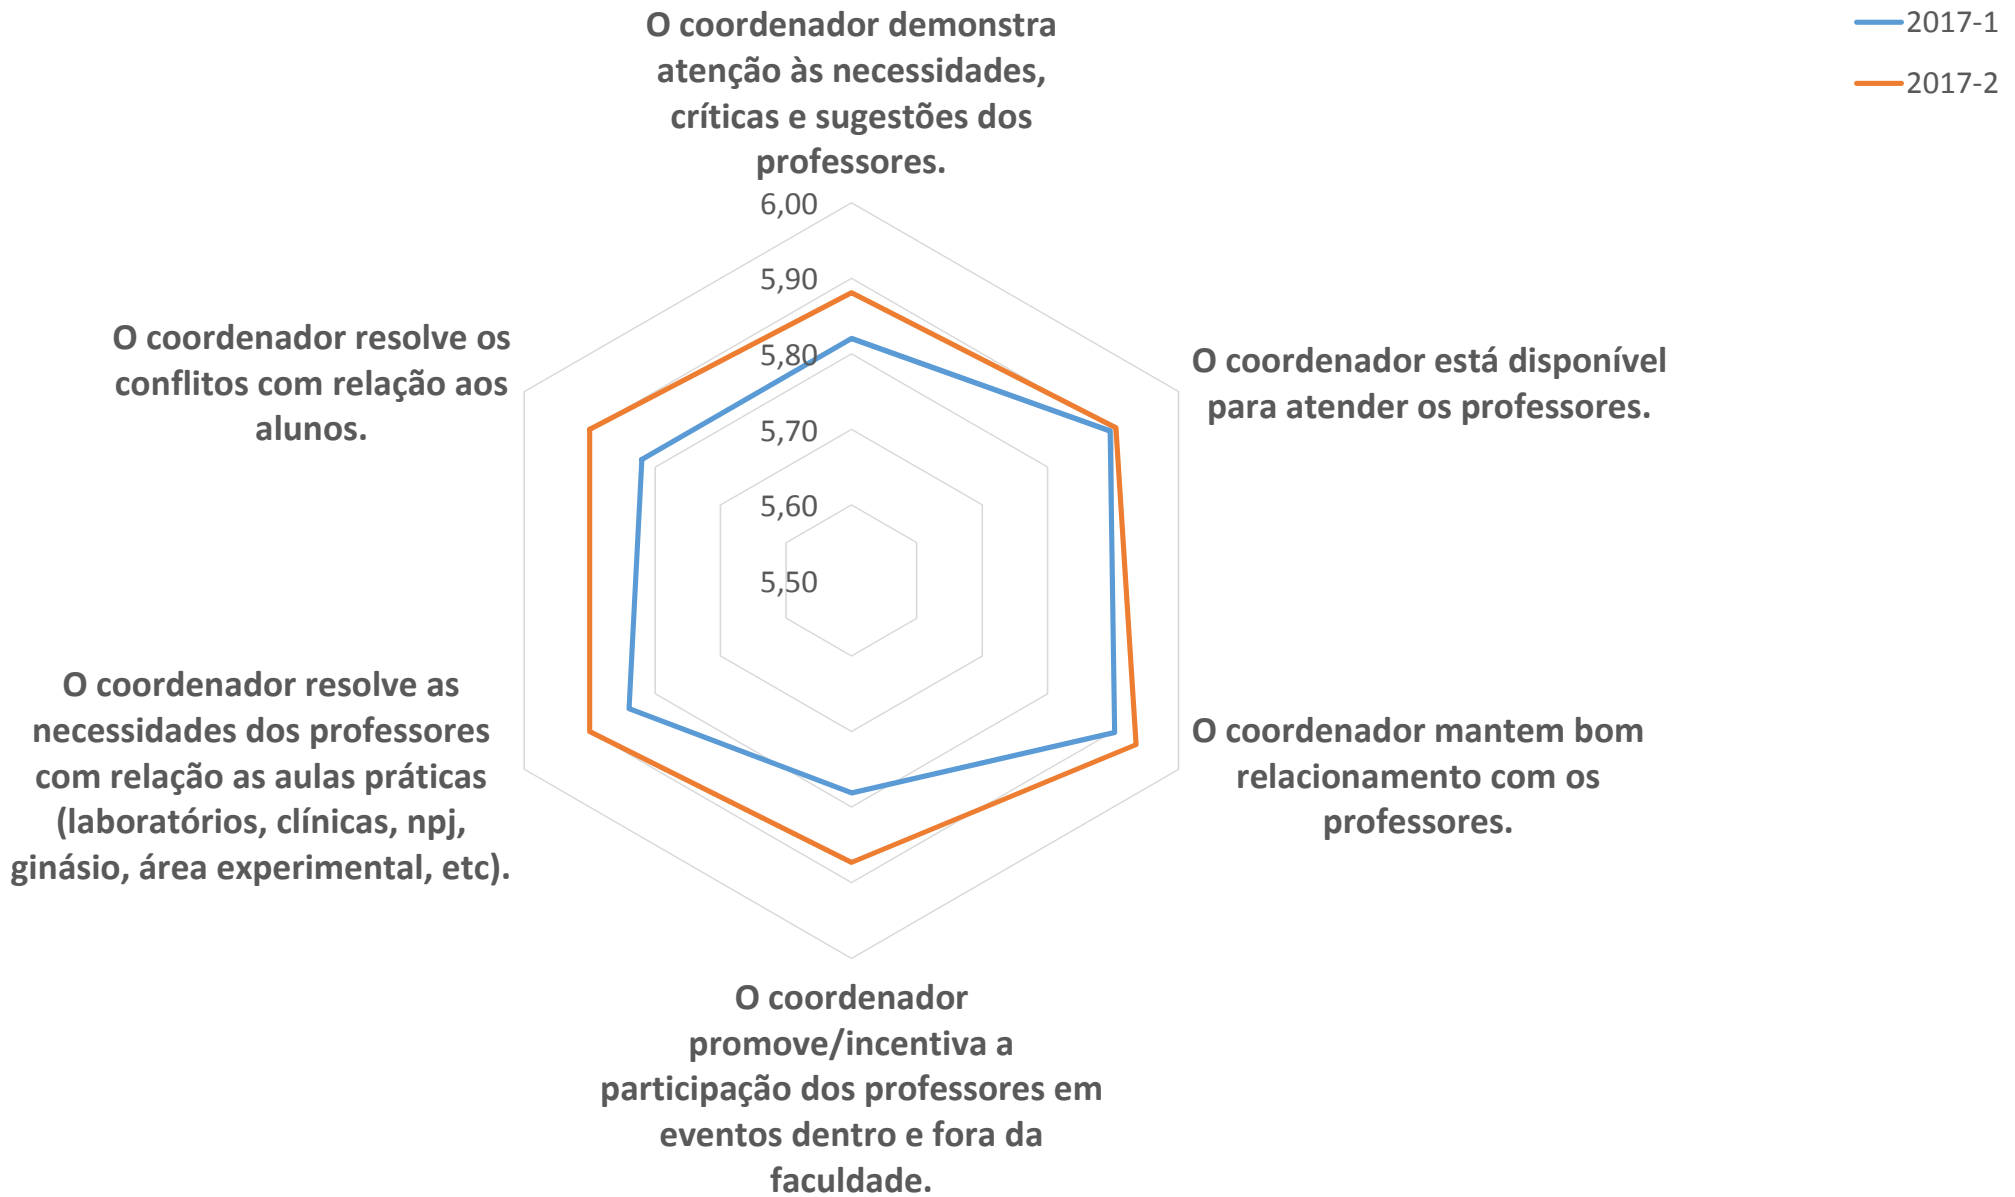 O coordenador demonstra
atenção às necessidades,
críticas e sugestões dos
professores.
2017-1
2017-2
6,00
5,90
5,80
5,70
5,60
5,50
O coordenador está disponível
para atender os professores.
O coordenador mantem bom
relacionamento com os
professores.
O coordenador
promove/incentiva a
participação dos professores em
eventos dentro e fora da
faculdade.
O coordenador resolve as
necessidades dos professores
com relação as aulas práticas
(laboratórios, clínicas, npj,
ginásio, área experimental, etc).
O coordenador resolve os
conflitos com relação aos
alunos.